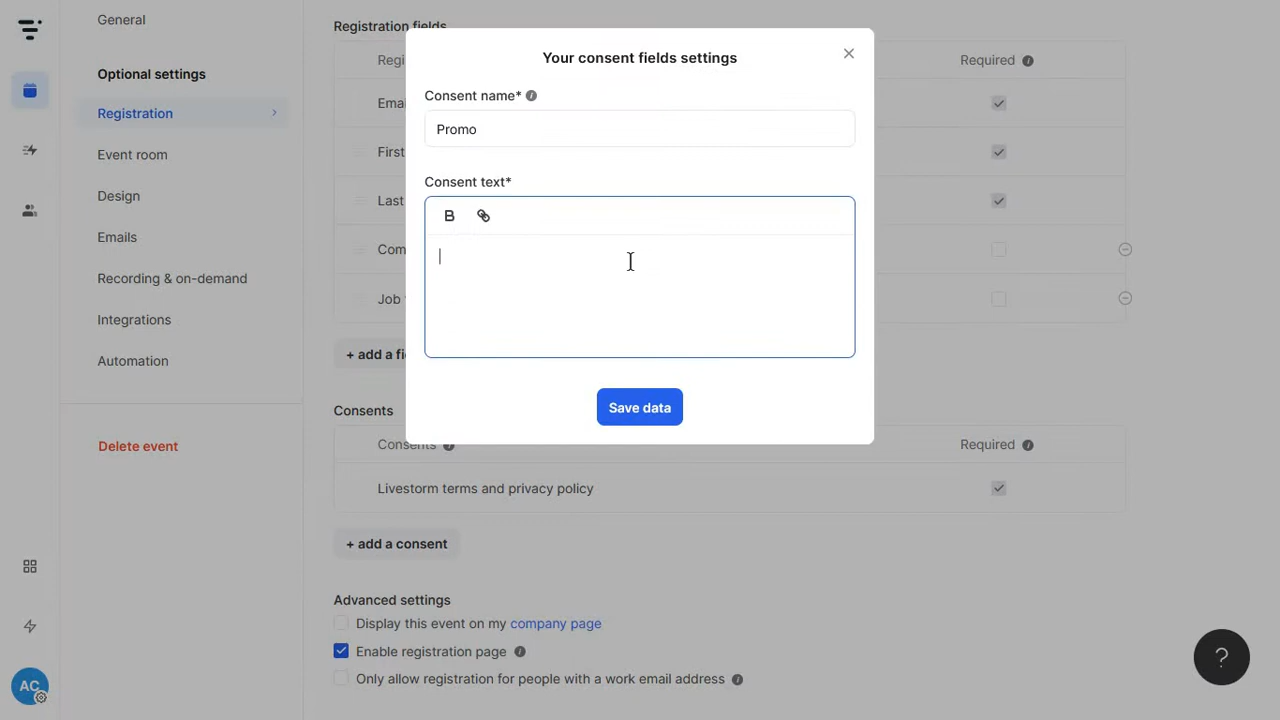 General
Optional settings
Registration
Event room
Design
Emails
Recording & on-demand
Integrations
Automation
Delete event
AC
Registration fields
Regi
Required
Emai
First
Last
Com
Job
+ add a fi
Consents
Consents
Required
Livestorm terms and privacy policy
+ add a consent
Advanced settings
Display this event on my company page
Enable registration page
Only allow registration for people with a work email address
Your consent fields settings
Consent name*
Promo
Consent text*
B
Save data
?